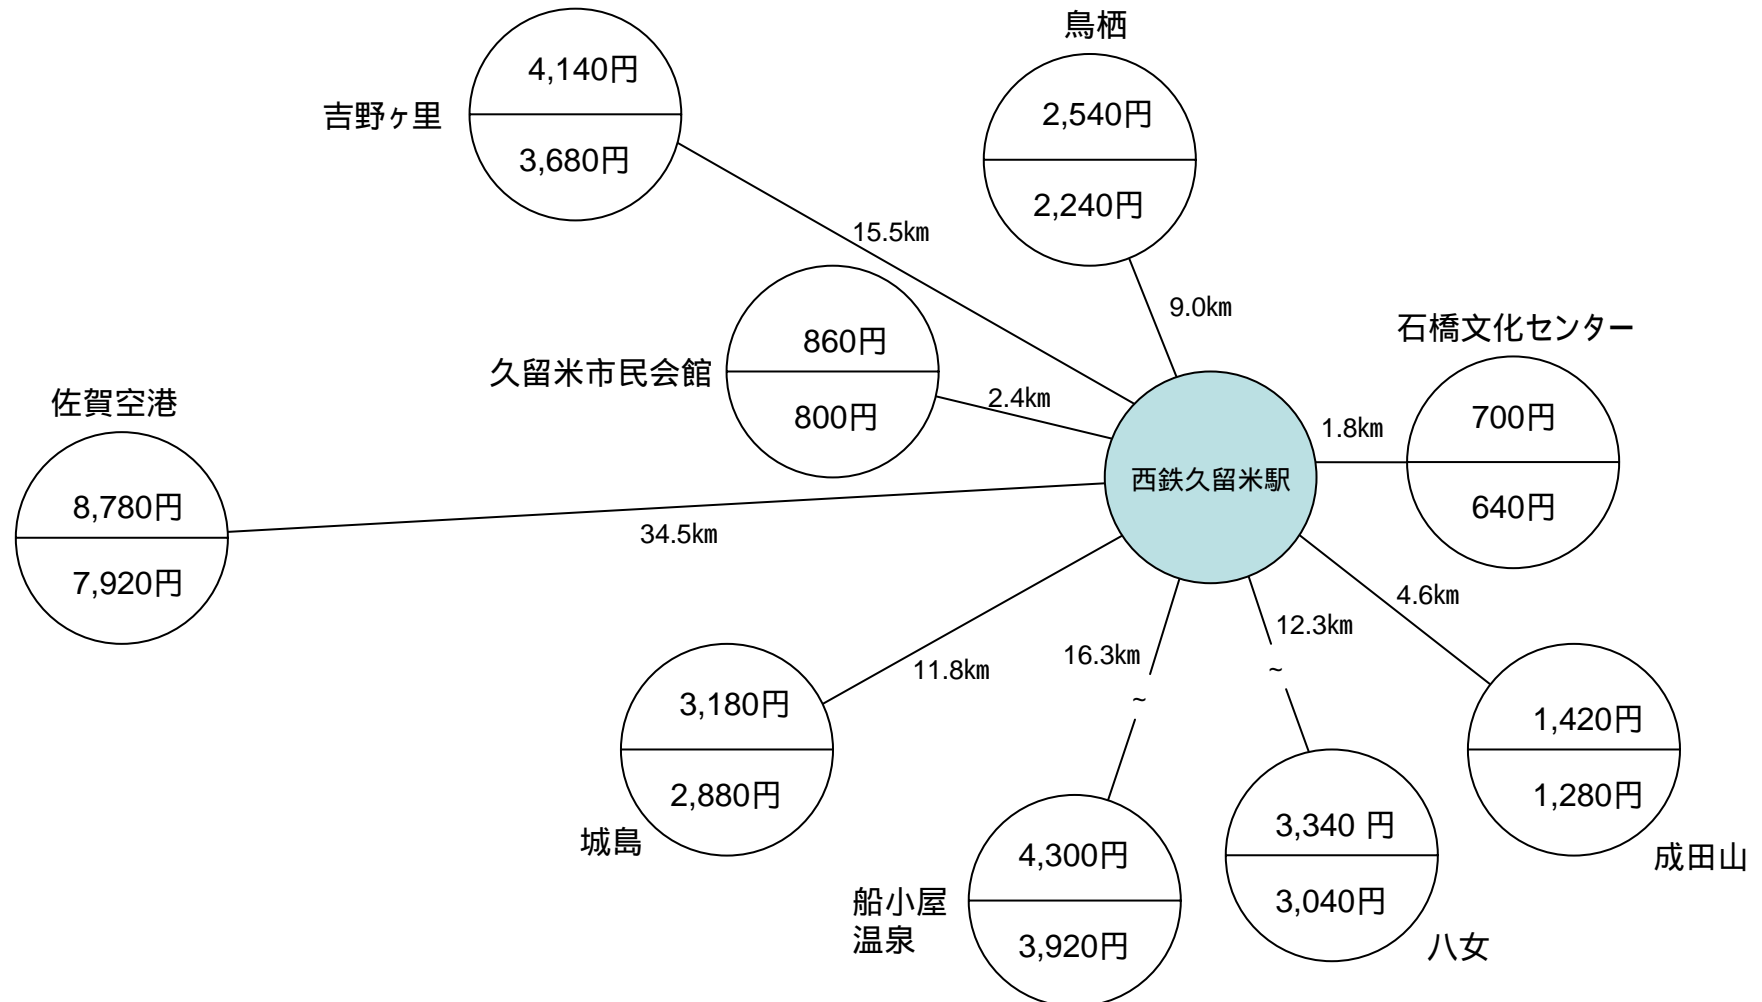 鳥栖
2,540円
2,240円
9.0㎞
吉野ヶ里
4,140円
3,680円
15.5㎞
久留米市民会館
860円
800円
2.4㎞
石橋文化センター
700円
640円
1.8㎞
佐賀空港
8,780円
7,920円
34.5㎞
西鉄久留米駅
城島
3,180円
2,880円
11.8㎞
船小屋
温泉
4,300円
3,920円
16.3㎞
~
八女
3,340 円
3,040円
12.3㎞
~
成田山
1,420円
1,280円
4.6㎞